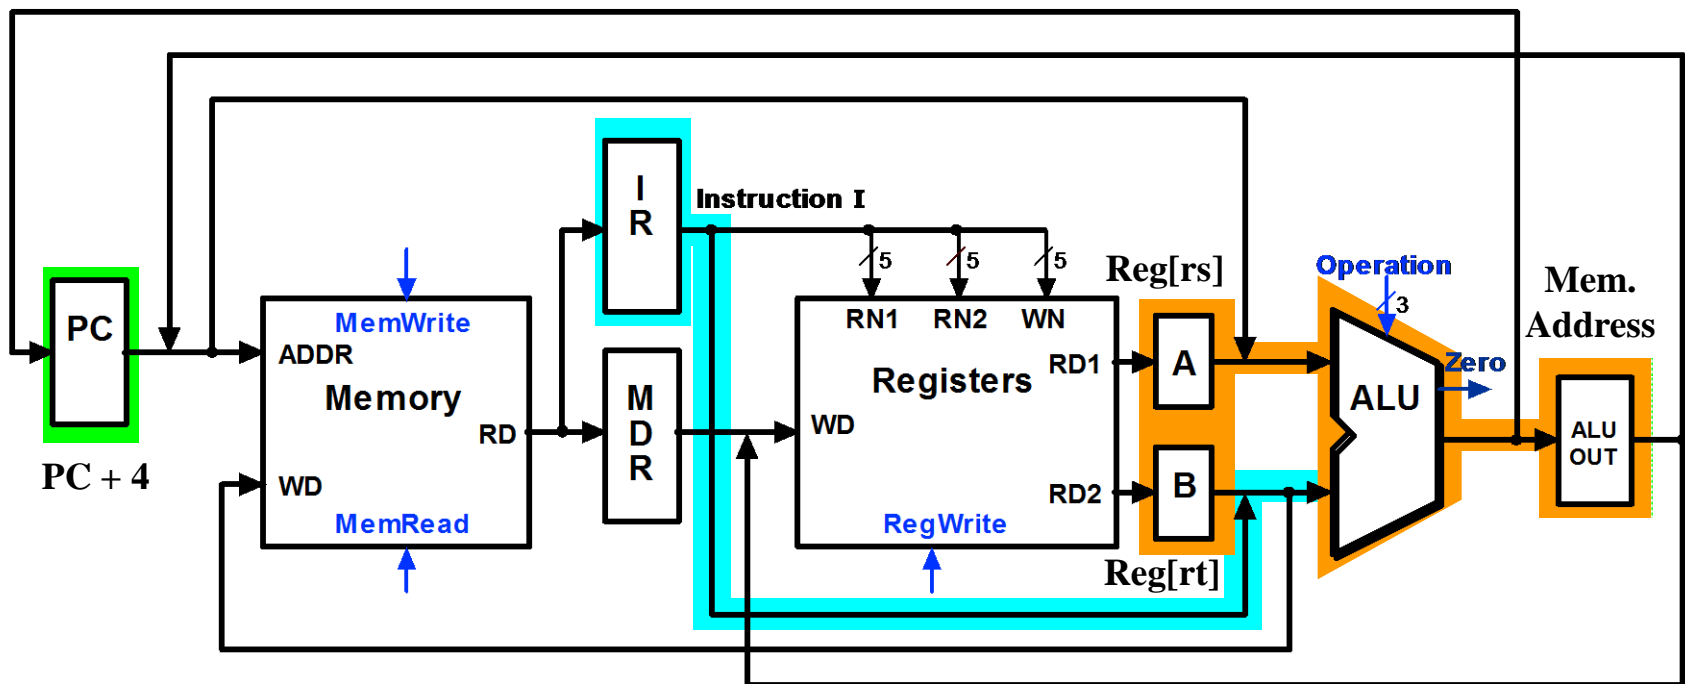 I
R
Instruction I
5
5
5
Reg[rs]
Operation
3
Mem.
Address
PC
PC + 4
MemWrite
ADDR
Memory
RD
WD
MemRead
M
D
R
RN1
RN2
WN
RD1
Registers
WD
RD2
RegWrite
A
B
Reg[rt]
ALU
Zero
ALU
OUT